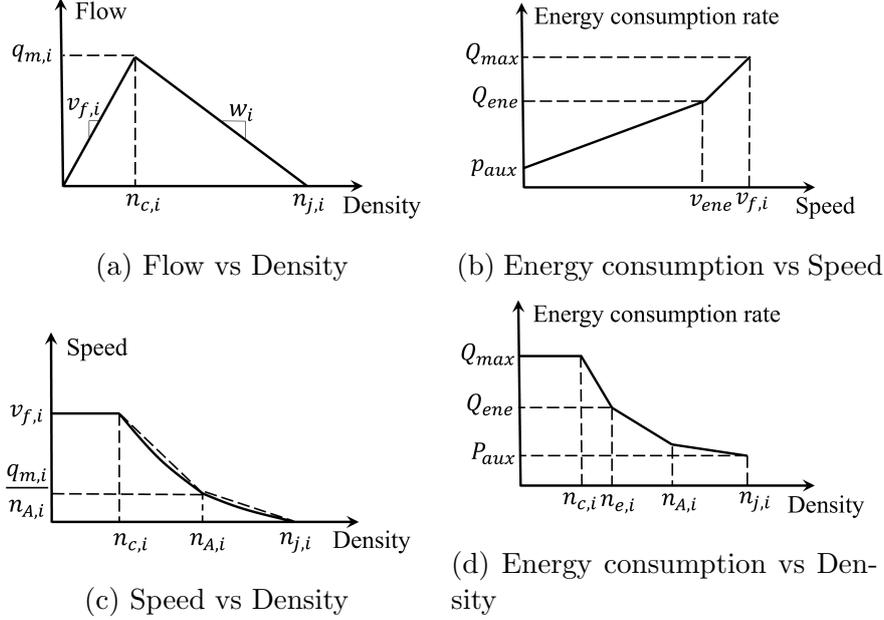 Flow
q_{m,i}
v_{f,i}
w_i
n_{c,i}
n_{j,i}
Density
(a) Flow vs Density
Energy consumption rate
Q_{max}
Q_{ene}
p_{aux}
v_{ene}
v_{f,i}
Speed
(b) Energy consumption vs Speed
Speed
v_{f,i}
q_{m,i}
n_{A,i}
n_{c,i}
n_{A,i}
n_{j,i}
Density
(c) Speed vs Density
Energy consumption rate
Q_{max}
Q_{ene}
P_{aux}
n_{c,i}
n_{e,i}
n_{A,i}
n_{j,i}
Density
(d) Energy consumption vs Den-
sity